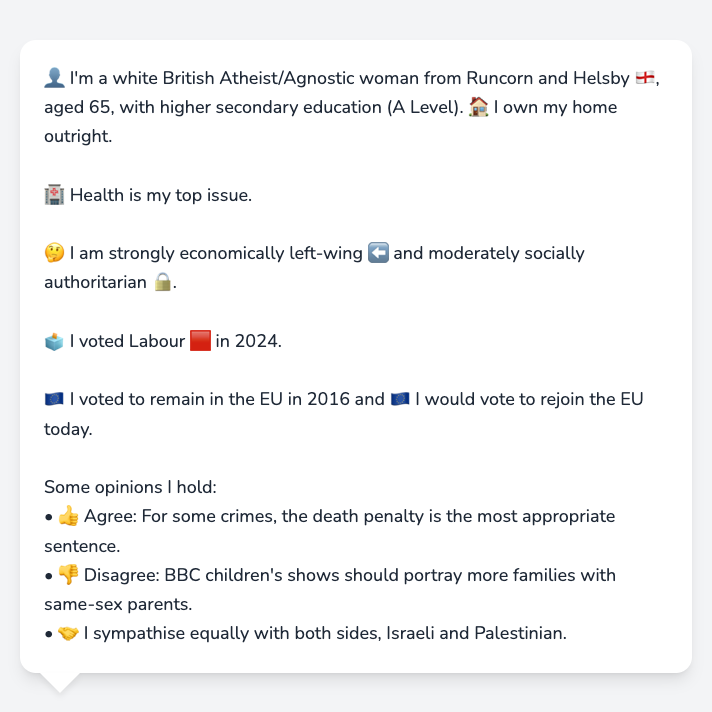 👤 I'm a white British Atheist/Agnostic woman from Runcorn and Helsby 🏴󠁧󠁢󠁥󠁮󠁧󠁿,
aged 65, with higher secondary education (A Level). 🏠 I own my home
outright.
🏥 Health is my top issue.
🤔 I am strongly economically left-wing ⬅️ and moderately socially
authoritarian 🔒.
🗳️ I voted Labour 🟥 in 2024.
🇪🇺 I voted to remain in the EU in 2016 and 🇪🇺 I would vote to rejoin the EU
today.
Some opinions I hold:
• 👍 Agree: For some crimes, the death penalty is the most appropriate
sentence.
• 👎 Disagree: BBC children's shows should portray more families with
same-sex parents.
• 🤝 I sympathise equally with both sides, Israeli and Palestinian.